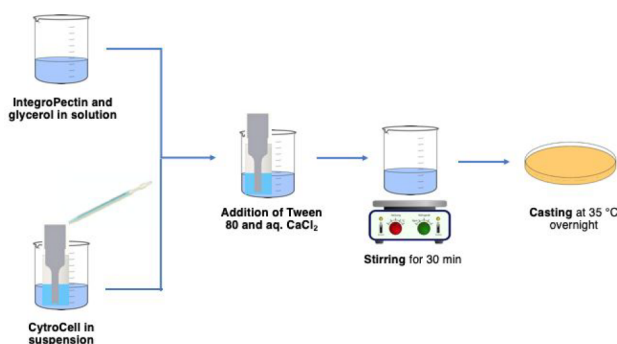 IntegroPectin and
glycerol in solution
CytroCell in
suspension
Addition of Tween
80 and aq. CaCl₂
Stirring for 30 min
Casting at 35 °C
overnight